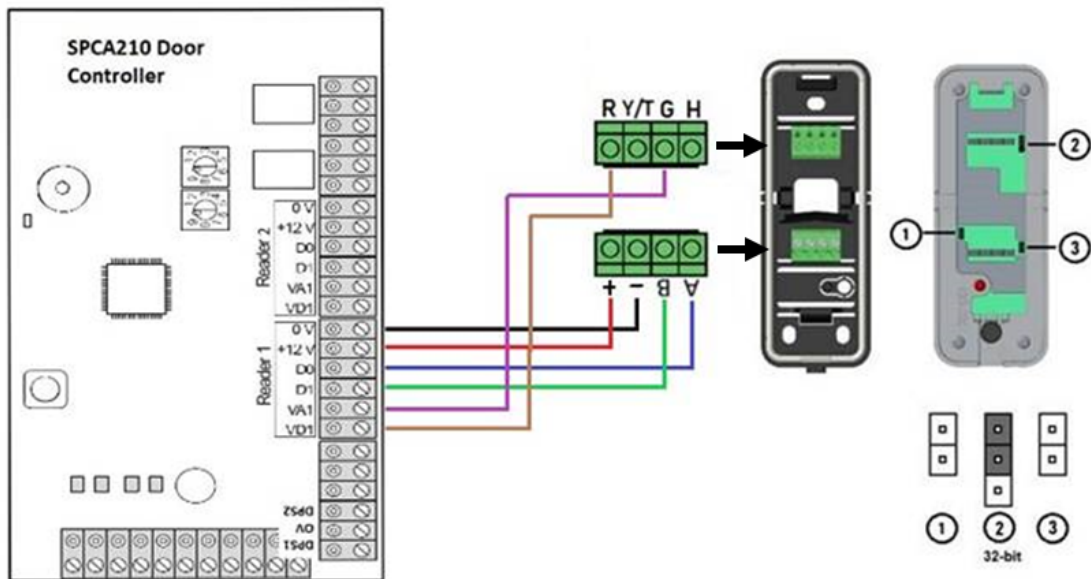 SPCA210 Door
Controller
R Y/T G H
+ − B A
Reader 2
0 V
+12 V
D0
D1
VA1
VD1
Reader 1
0 V
+12 V
D0
D1
VA1
VD1
DPS2
OV
DPS1
1
2
3
1
2
3
32-bit